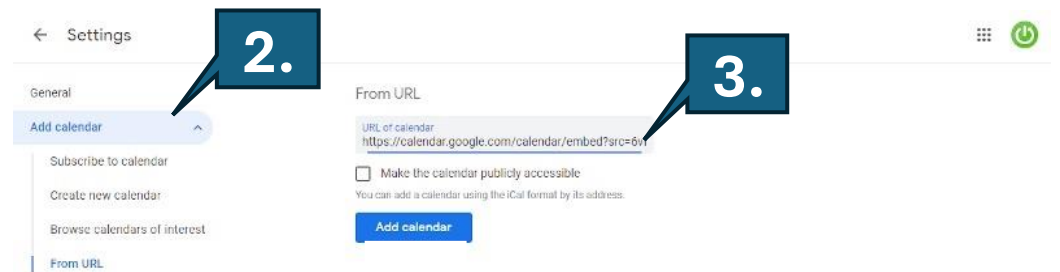 Settings
2.
3.
General
Add calendar
Subscribe to calendar
Create new calendar
Browse calendars of interest
From URL
From URL
URL of calendar
https://calendar.google.com/calendar/embed?src=6v
Make the calendar publicly accessible
You can add a calendar using the iCal format by its address.
Add calendar